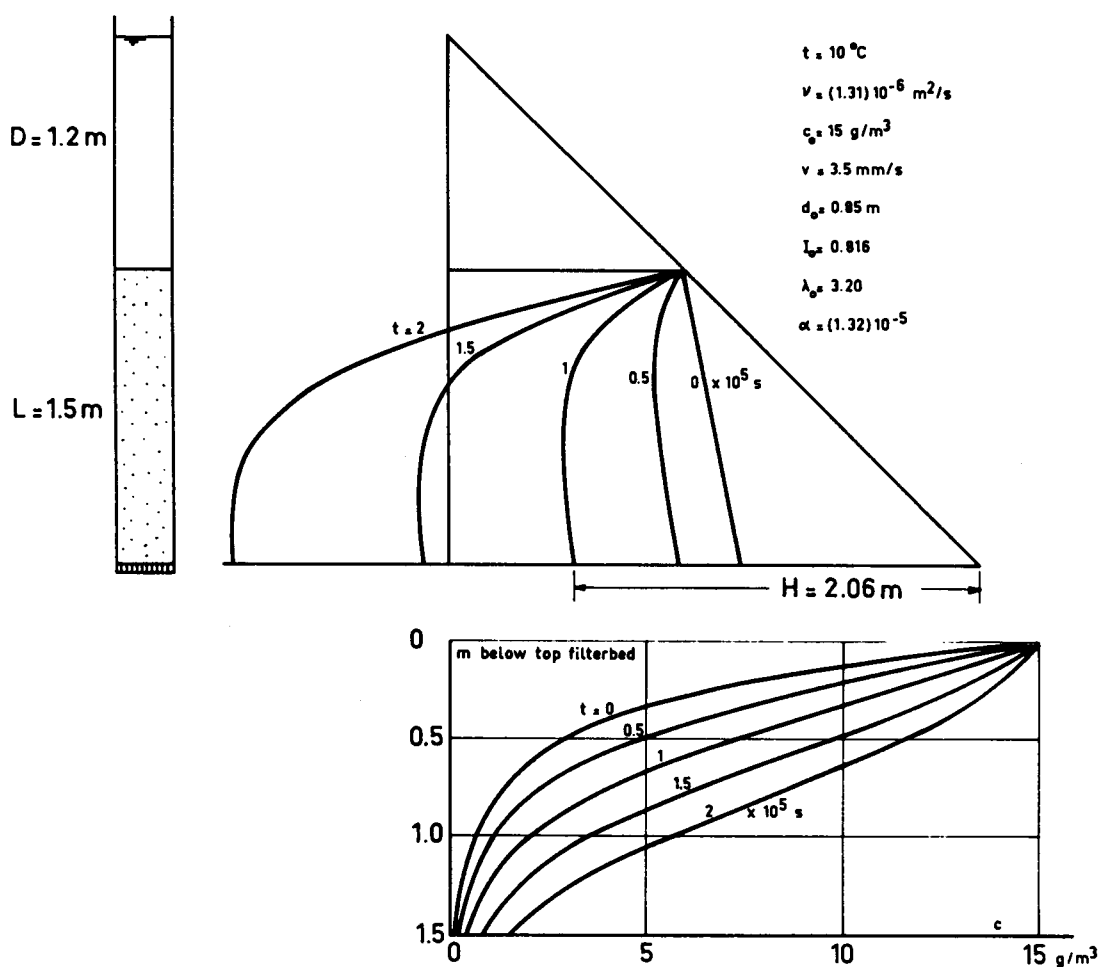 D = 1.2 m
L = 1.5 m
t = 10 °C
ν = (1.31) 10⁻⁶ m²/s
c₀ = 15 g/m³
v = 3.5 mm/s
d₀ = 0.85 m
I₀ = 0.816
λ₀ = 3.20
α = (1.32) 10⁻⁵
t = 2
1.5
1
0.5
0 x 10⁵ s
H = 2.06 m
0
m below top filterbed
t = 0
0.5
0.5
1
1.5
2 x 10⁵ s
1.0
1.5
c
0
5
10
15
g/m³